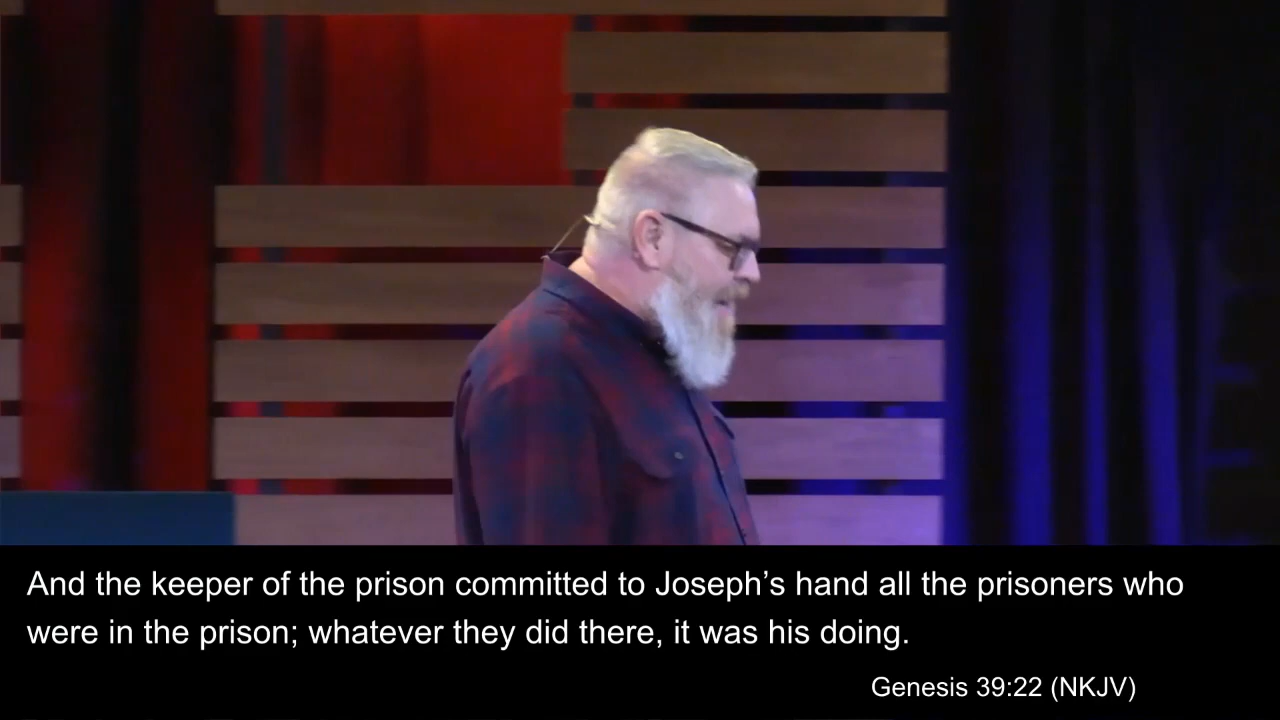 And the keeper of the prison committed to Joseph’s hand all the prisoners who
were in the prison; whatever they did there, it was his doing.
Genesis 39:22 (NKJV)